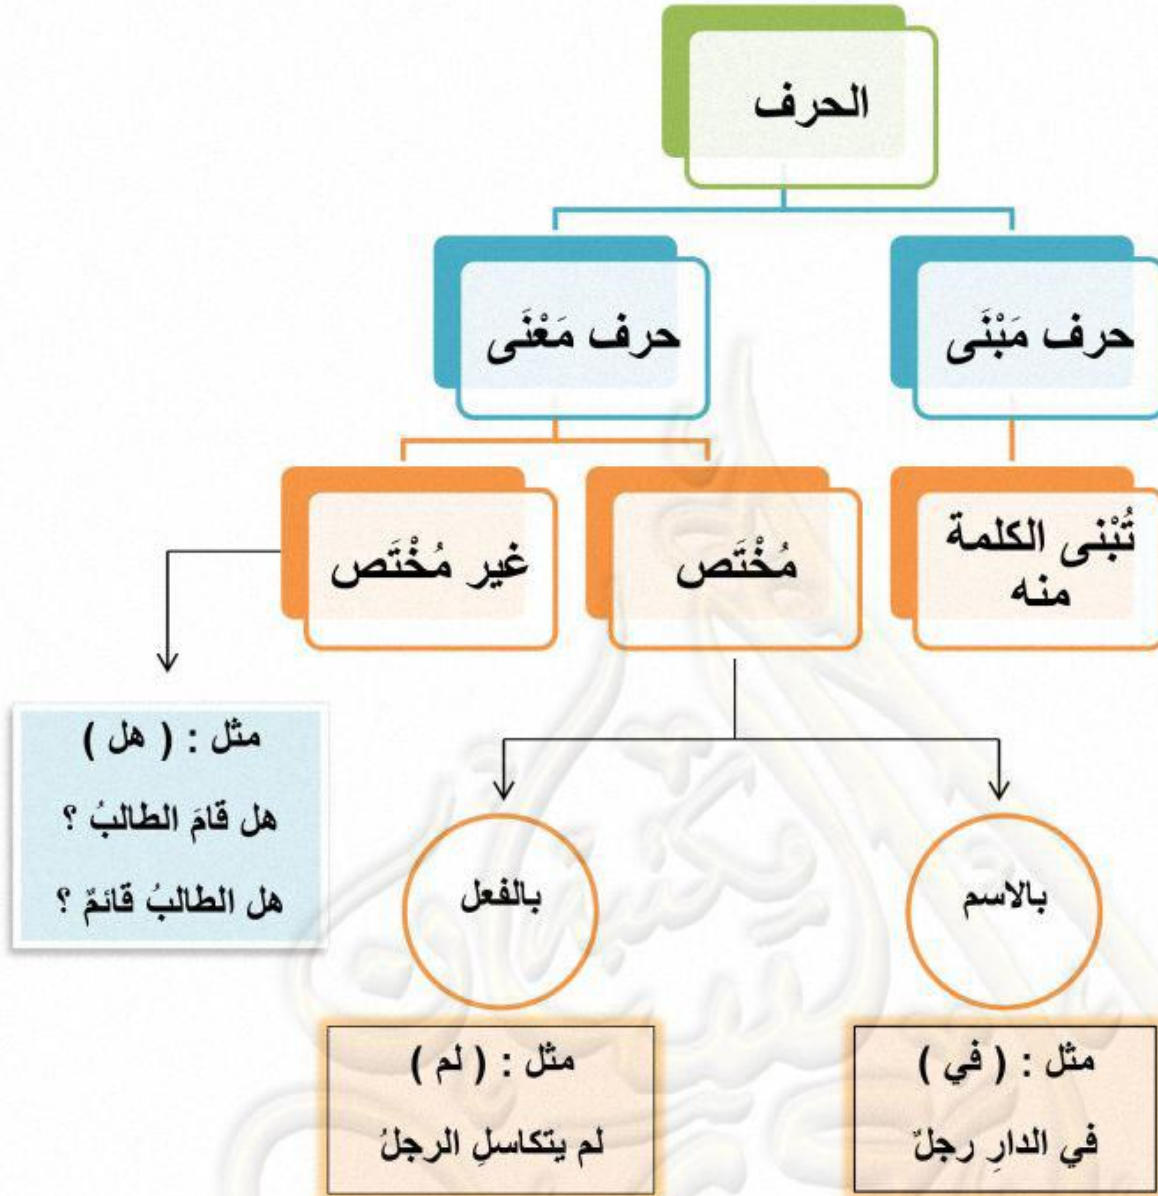 الحرف
حرف مَبْنَى
حرف مَعْنَى
تُبْنى الكلمة
منه
مُخْتَص
غير مُخْتَص
مثل : ( هل )
هل قامَ الطالبُ ؟
هل الطالبُ قائمٌ ؟
بالاسم
بالفعل
مثل : ( في )
في الدارِ رجلٌ
مثل : ( لم )
لم يتكاسلِ الرجلُ